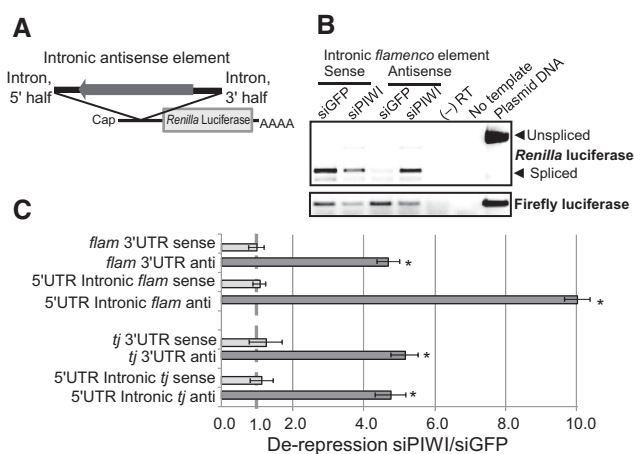 A
Intronic antisense element
Intron, 5' half
Intron, 3' half
Cap
Renilla Luciferase
AAAA
B
Intronic flamenco element
Sense
Antisense
siGFP
siPIWI
siGFP
siPIWI
(–) RT
No template
Plasmid DNA
Unspliced
Renilla luciferase
Spliced
Firefly luciferase
C
flam 3'UTR sense
flam 3'UTR anti
*
5'UTR Intronic flam sense
5'UTR Intronic flam anti
*
tj 3'UTR sense
tj 3'UTR anti
*
5'UTR Intronic tj sense
5'UTR Intronic tj anti
*
0.0 1.0 2.0 4.0 6.0 8.0 10.0
De-repression siPIWI/siGFP